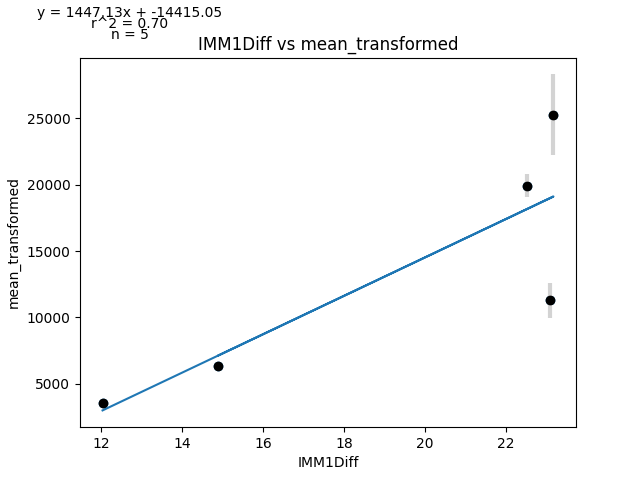 y = 1447.13x + -14415.05
r^2 = 0.70
n = 5
IMM1Diff vs mean_transformed
mean_transformed
25000
20000
15000
10000
5000
12 14 16 18 20 22
IMM1Diff